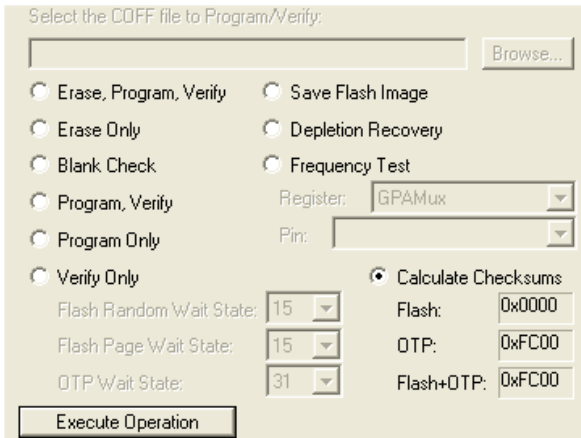 Select the COFF file to Program/Verify:
Browse...
Erase, Program, Verify
Save Flash Image
Erase Only
Depletion Recovery
Blank Check
Frequency Test
Program, Verify
Register: GPAMux
Program Only
Pin:
Verify Only
Calculate Checksums
Flash Random Wait State: 15
Flash: 0x0000
Flash Page Wait State: 15
OTP: 0xFC00
OTP Wait State: 31
Flash+OTP: 0xFC00
Execute Operation